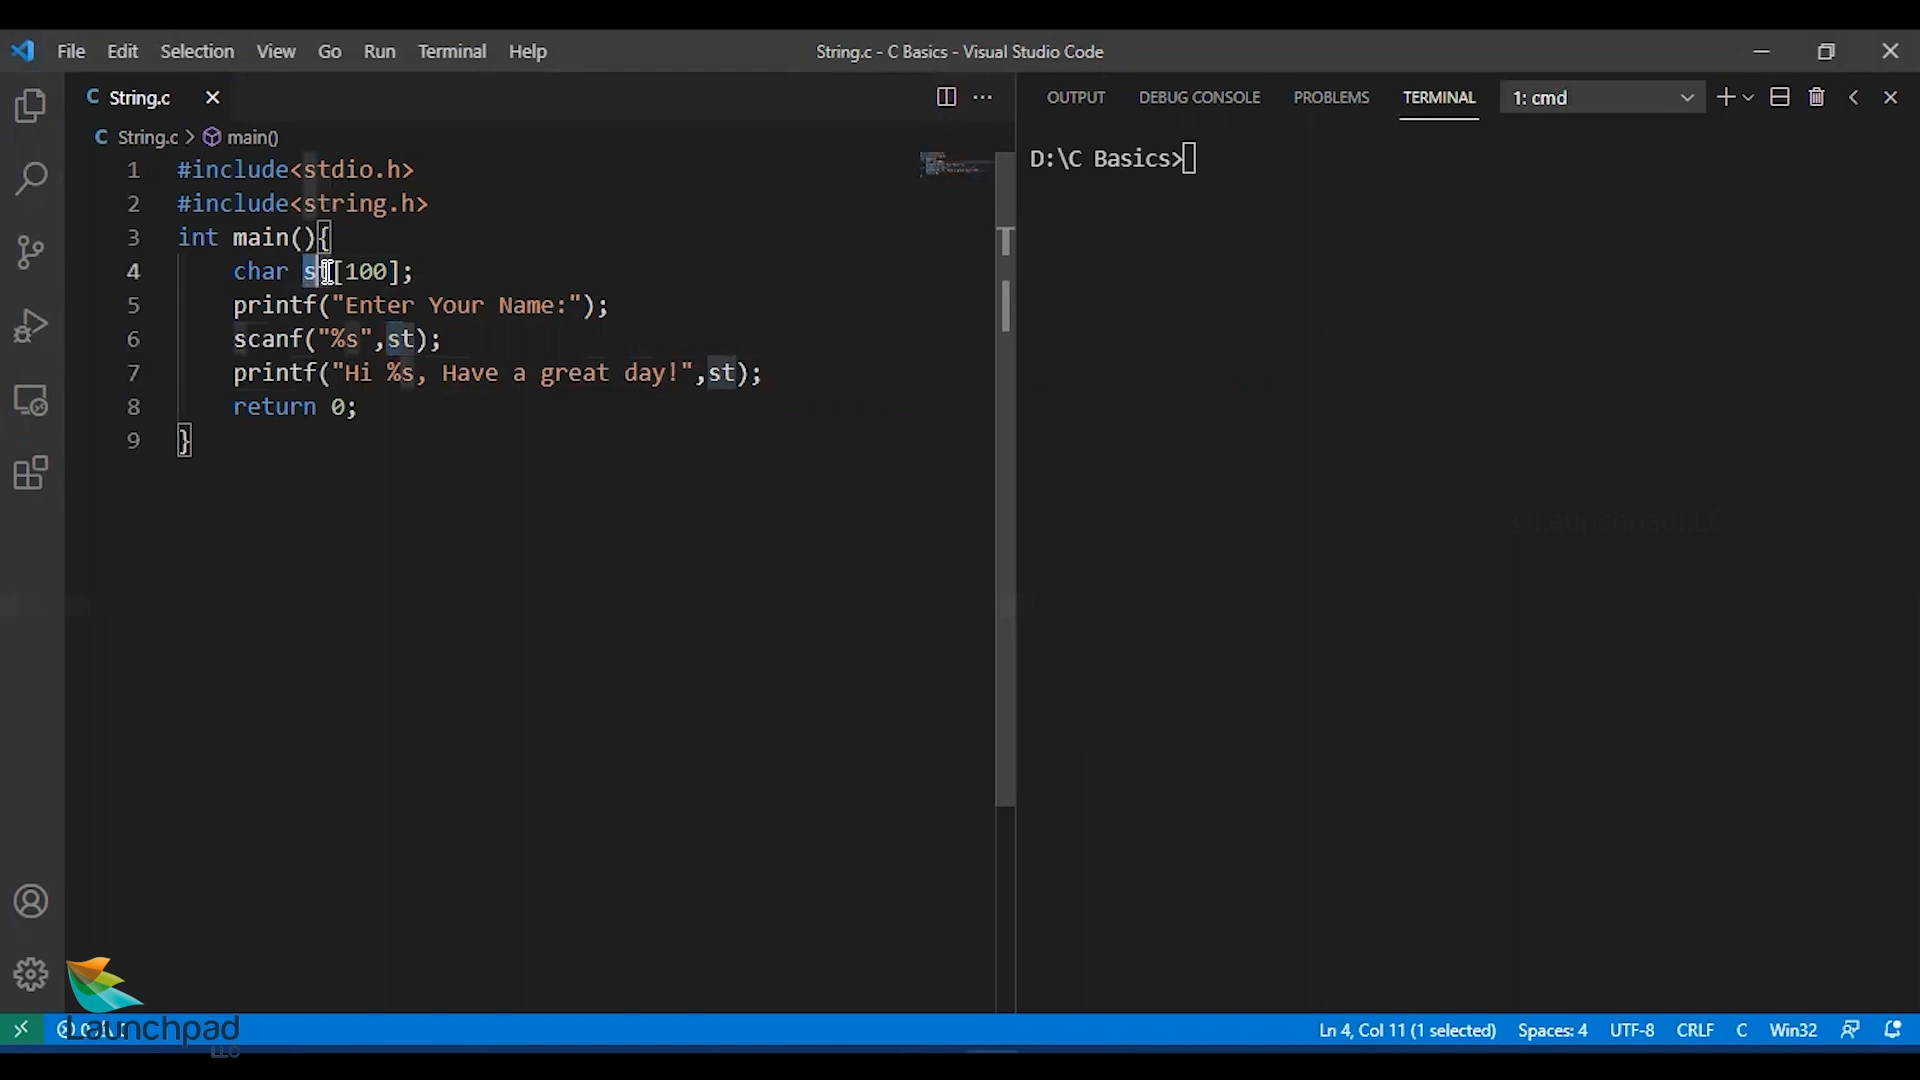 File Edit Selection View Go Run Terminal Help
String.c - C Basics - Visual Studio Code
String.c
OUTPUT DEBUG CONSOLE PROBLEMS TERMINAL 1: cmd
String.c > main()
D:\C Basics>
1 #include<stdio.h>
2 #include<string.h>
3 int main(){
4 char st[100];
5 printf("Enter Your Name:");
6 scanf("%s",st);
7 printf("Hi %s, Have a great day!",st);
8 return 0;
9 }
@LaunchpadLLC
Launchpad
LLC
Ln 4, Col 11 (1 selected) Spaces: 4 UTF-8 CRLF C Win32